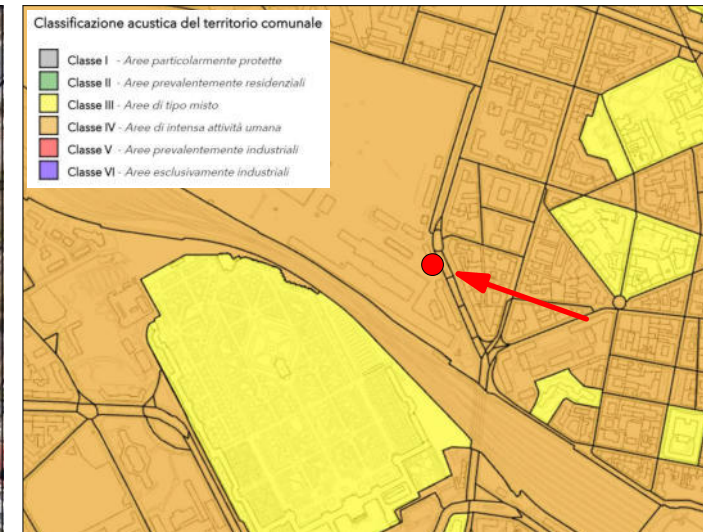 Classificazione acustica del territorio comunale
Classe I - Aree particolarmente protette
Classe II - Aree prevalentemente residenziali
Classe III - Aree di tipo misto
Classe IV - Aree di intensa attività umana
Classe V - Aree prevalentemente industriali
Classe VI - Aree esclusivamente industriali